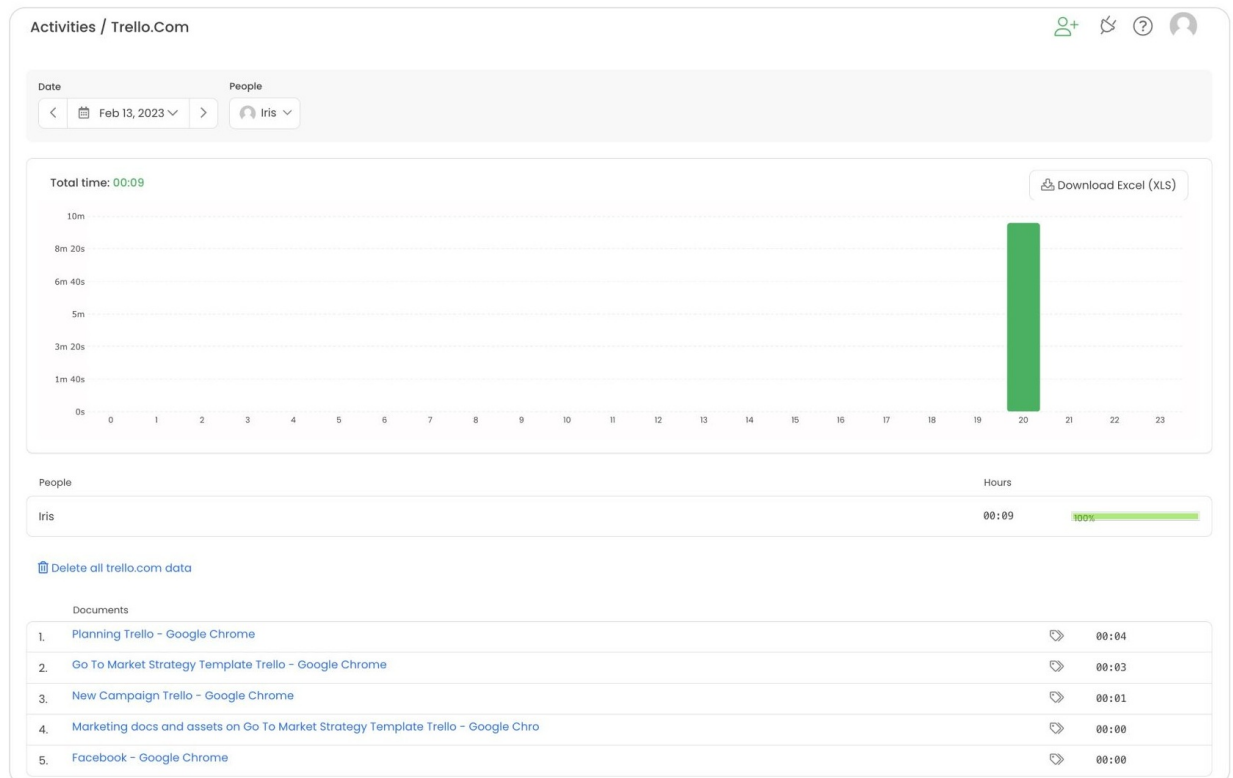 Activities / Trello.Com
Date
People
Feb 13, 2023
Iris
Total time: 00:09
Download Excel (XLS)
10m
8m 20s
6m 40s
5m
3m 20s
1m 40s
0s
0 1 2 3 4 5 6 7 8 9 10 11 12 13 14 15 16 17 18 19 20 21 22 23
People Hours
Iris 00:09 100%
Delete all trello.com data
Documents
1. Planning Trello - Google Chrome 00:04
2. Go To Market Strategy Template Trello - Google Chrome 00:03
3. New Campaign Trello - Google Chrome 00:01
4. Marketing docs and assets on Go To Market Strategy Template Trello - Google Chro 00:00
5. Facebook - Google Chrome 00:00